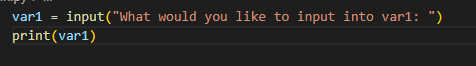 var1 = input("What would you like to input into var1: ")
print(var1)